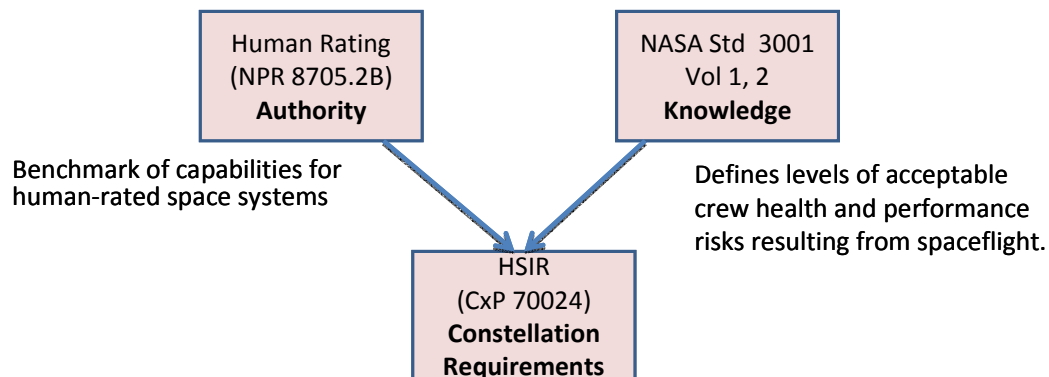 Human Rating
(NPR 8705.2B)
Authority
NASA Std 3001
Vol 1, 2
Knowledge
Benchmark of capabilities for
human-rated space systems
Defines levels of acceptable
crew health and performance
risks resulting from spaceflight.
HSIR
(CxP 70024)
Constellation
Requirements